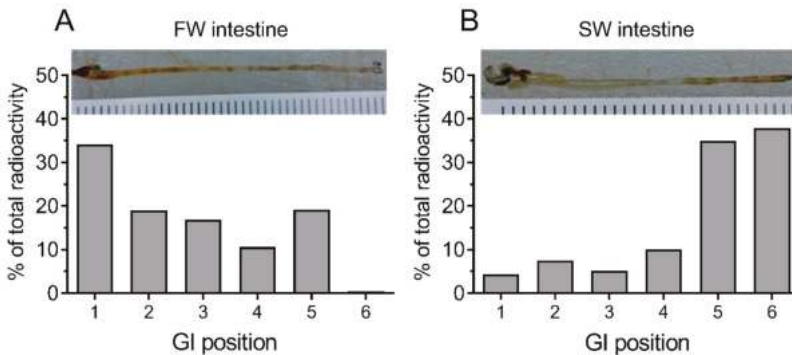 A
FW intestine
% of total radioactivity
50
40
30
20
10
0
1 2 3 4 5 6
GI position
B
SW intestine
% of total radioactivity
50
40
30
20
10
0
1 2 3 4 5 6
GI position